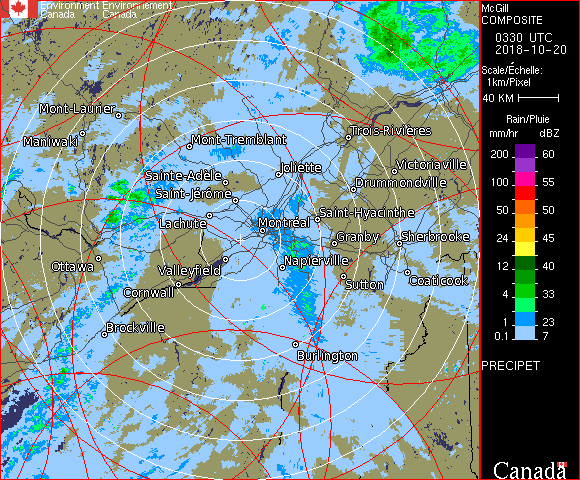 Environment Environnement
Canada Canada
McGill
COMPOSITE
0330 UTC
2018-10-20
Scale/Échelle:
1km/Pixel
40 KM
Rain/Pluie
mm/hr dBZ
200 60
100 55
50 50
24 45
12 40
4 33
1 23
0.1 7
PRECIPET
Canada
Mont-Laurier
Maniwaki
Mont-Tremblant
Trois-Rivières
Sainte-Adèle
Joliette
Victoriaville
Saint-Jérôme
Drummondville
Lachute
Montréal
Saint-Hyacinthe
Granby
Sherbrooke
Ottawa
Valleyfield
Napierville
Sutton
Coaticook
Cornwall
Brockville
Burlington